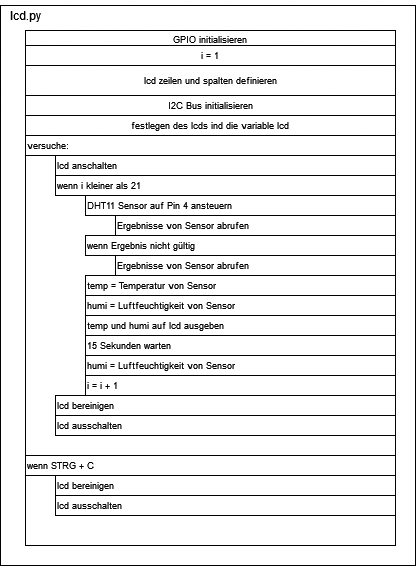 lcd.py
GPIO initialisieren
i = 1
lcd zeilen und spalten definieren
I2C Bus initialisieren
festlegen des lcds ind die variable lcd
versuche:
lcd anschalten
wenn i kleiner als 21
DHT11 Sensor auf Pin 4 ansteuern
Ergebnisse von Sensor abrufen
wenn Ergebnis nicht gültig
Ergebnisse von Sensor abrufen
temp = Temperatur von Sensor
humi = Luftfeuchtigkeit von Sensor
temp und humi auf lcd ausgeben
15 Sekunden warten
humi = Luftfeuchtigkeit von Sensor
i = i + 1
lcd bereinigen
lcd ausschalten
wenn STRG + C
lcd bereinigen
lcd ausschalten